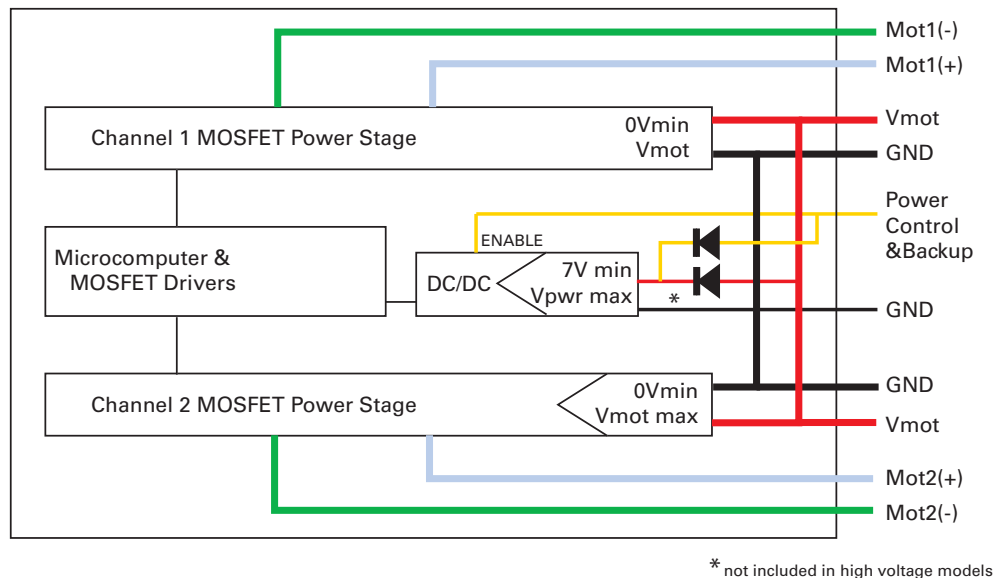 Mot1(-)
Mot1(+)
Channel 1 MOSFET Power Stage
0Vmin
Vmot
Vmot
GND
Power
Control
&Backup
ENABLE
Microcomputer &
MOSFET Drivers
DC/DC
7V min
Vpwr max
*
GND
Channel 2 MOSFET Power Stage
0Vmin
Vmot max
GND
Vmot
Mot2(+)
Mot2(-)
* not included in high voltage models